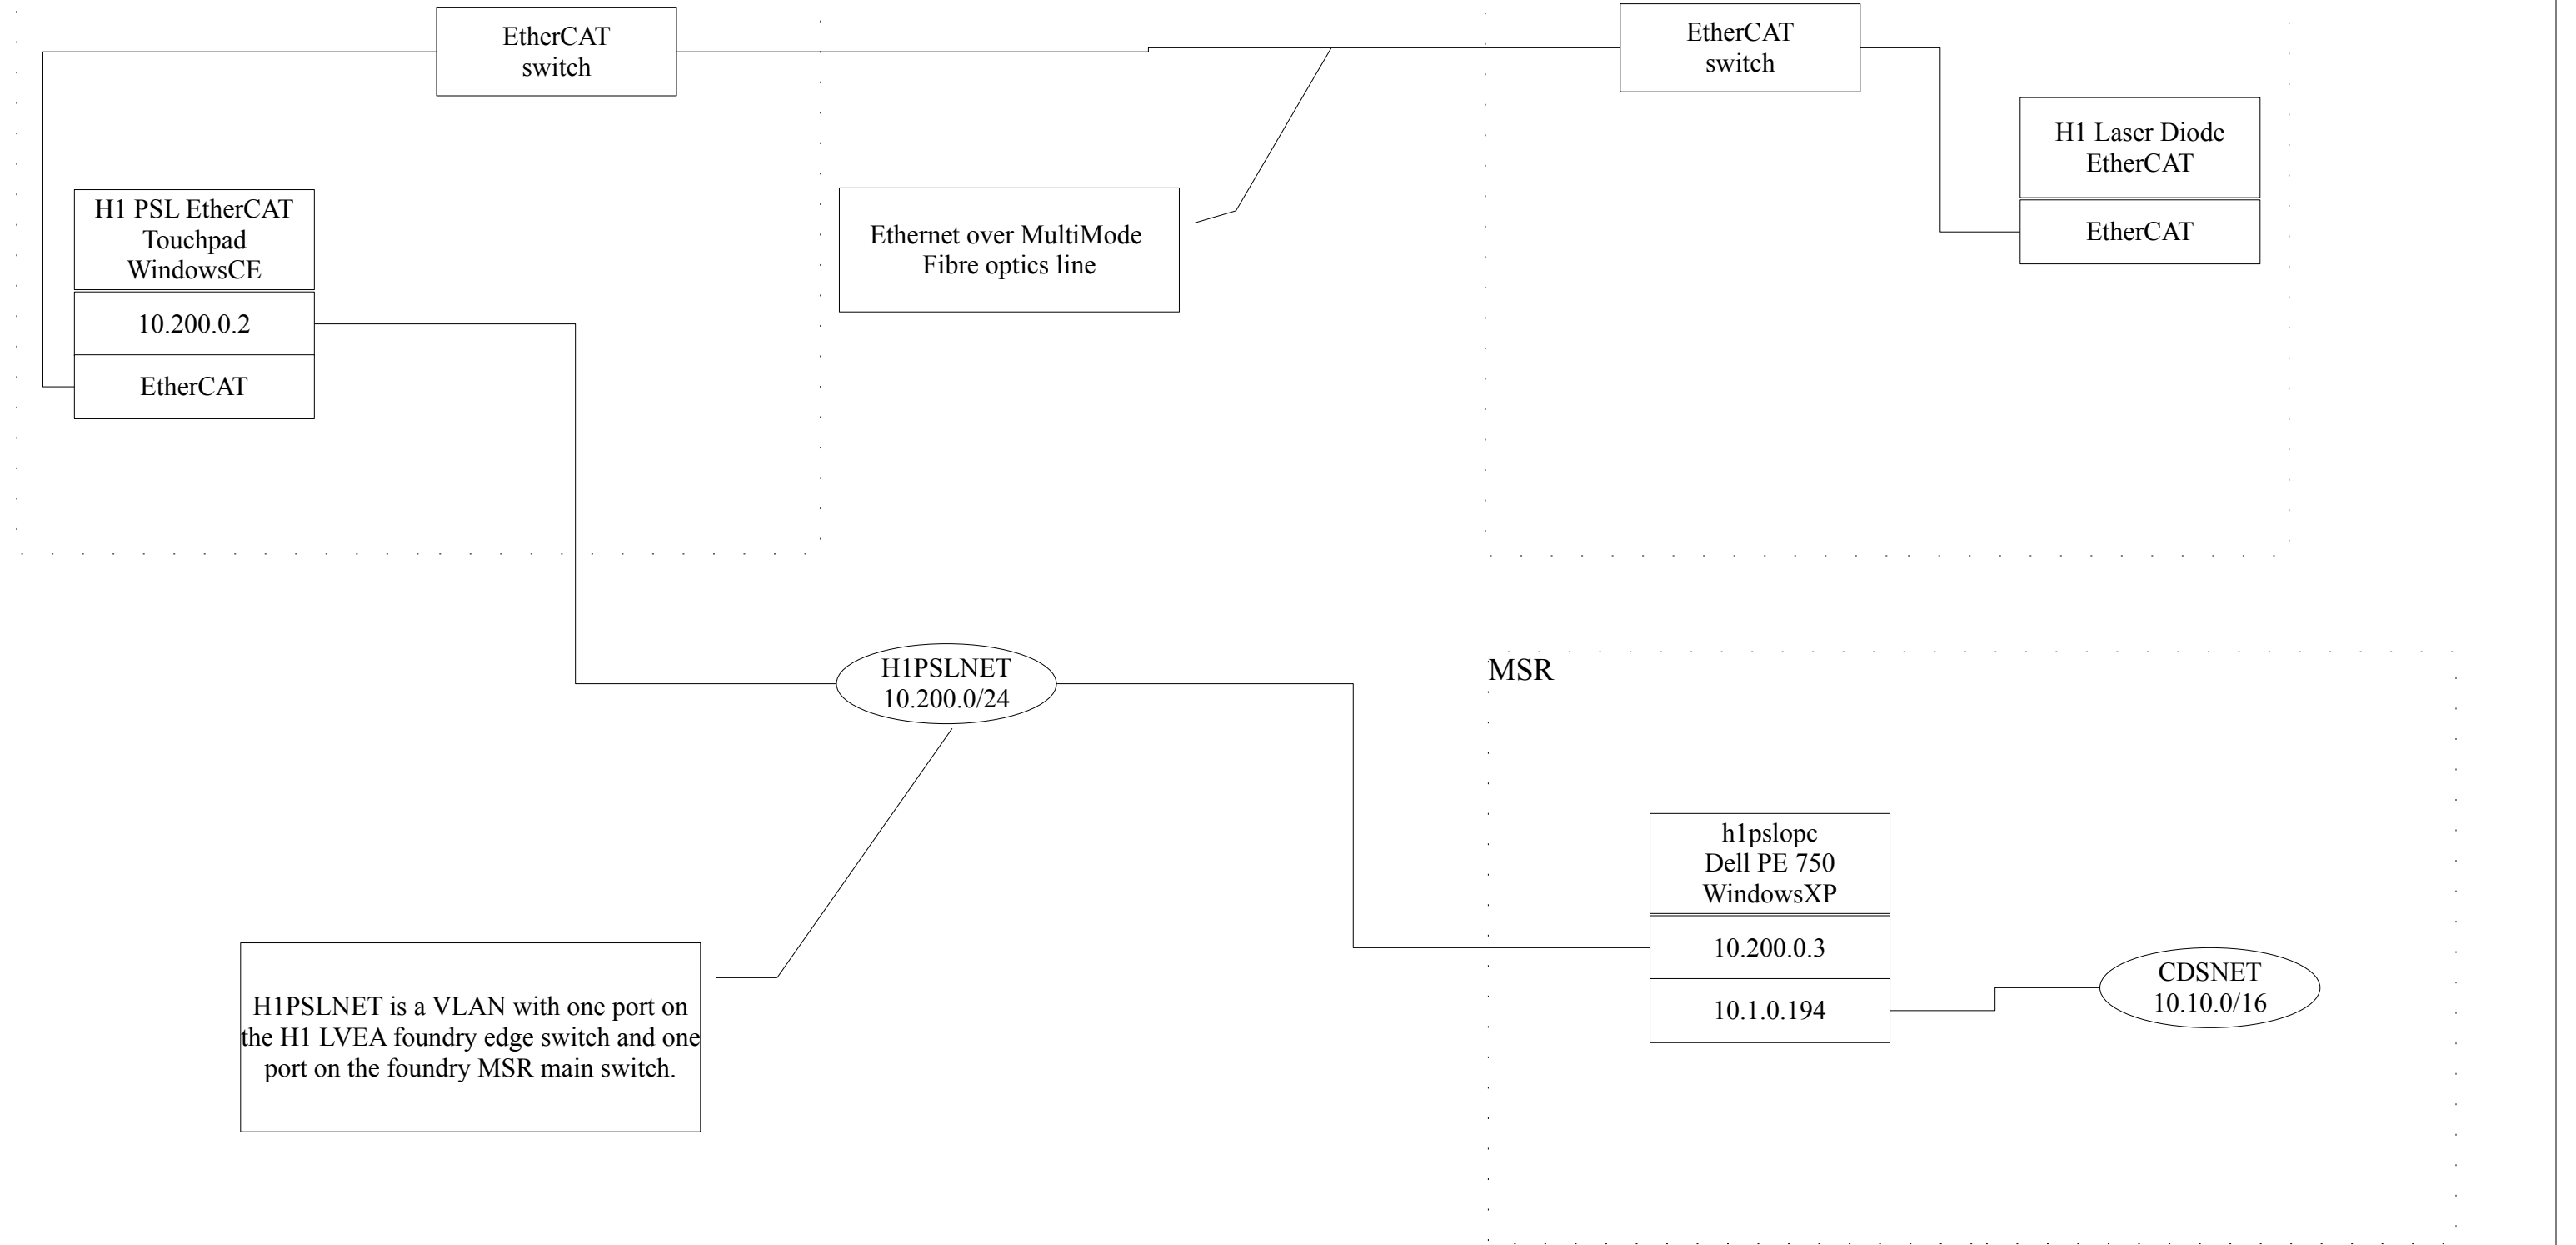 EtherCAT
switch
EtherCAT
switch
H1 Laser Diode
EtherCAT
EtherCAT
H1 PSL EtherCAT
Touchpad
WindowsCE
10.200.0.2
EtherCAT
Ethernet over MultiMode
Fibre optics line
H1PSLNET
10.200.0/24
MSR
h1pslopc
Dell PE 750
WindowsXP
10.200.0.3
10.1.0.194
CDSNET
10.10.0/16
H1PSLNET is a VLAN with one port on
the H1 LVEA foundry edge switch and one
port on the foundry MSR main switch.